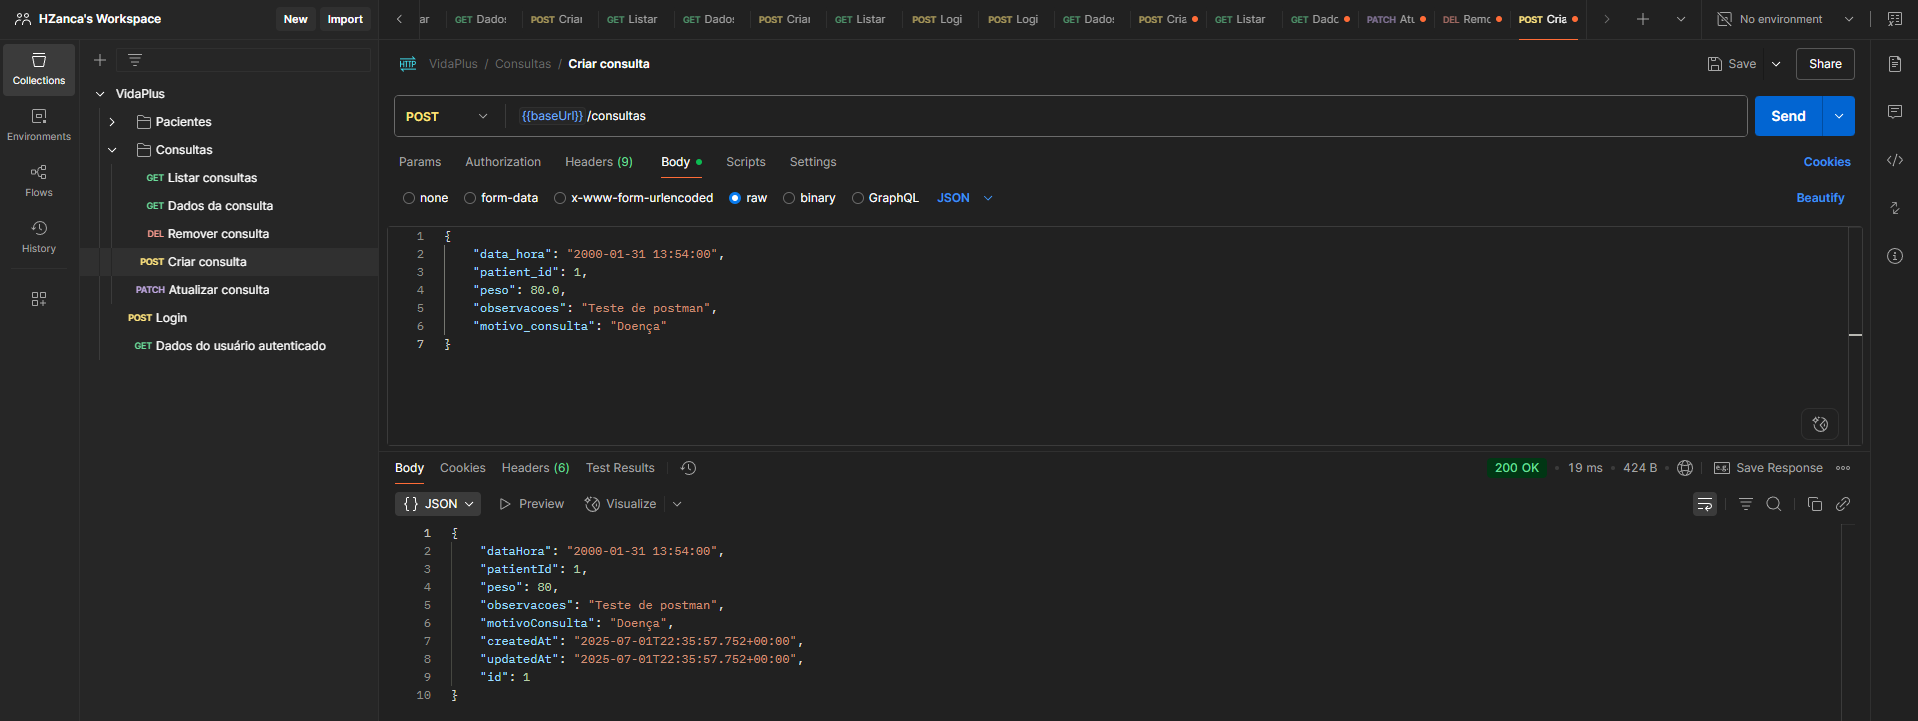 HZanca's Workspace
New
Import
ar
GET Dados
POST Criar
GET Listar
GET Dados
POST Criar
GET Listar
POST Logi
POST Logi
GET Dados
POST Cria
GET Listar
GET Dado
PATCH Atu
DEL Remo
POST Cria
No environment
Collections
Environments
Flows
History
VidaPlus
Pacientes
Consultas
GET Listar consultas
GET Dados da consulta
DEL Remover consulta
POST Criar consulta
PATCH Atualizar consulta
POST Login
GET Dados do usuário autenticado
HTTP VidaPlus / Consultas / Criar consulta
Save
Share
POST
{{baseUrl}} /consultas
Send
Params Authorization Headers (9) Body Scripts Settings
Cookies
none form-data x-www-form-urlencoded raw binary GraphQL JSON
Beautify
1 {
2 "data_hora": "2000-01-31 13:54:00",
3 "patient_id": 1,
4 "peso": 80.0,
5 "observacoes": "Teste de postman",
6 "motivo_consulta": "Doença"
7 }
Body Cookies Headers (6) Test Results
200 OK • 19 ms • 424 B •
e.g. Save Response
{} JSON Preview Visualize
1 {
2 "dataHora": "2000-01-31 13:54:00",
3 "patientId": 1,
4 "peso": 80,
5 "observacoes": "Teste de postman",
6 "motivoConsulta": "Doença",
7 "createdAt": "2025-07-01T22:35:57.752+00:00",
8 "updatedAt": "2025-07-01T22:35:57.752+00:00",
9 "id": 1
10 }